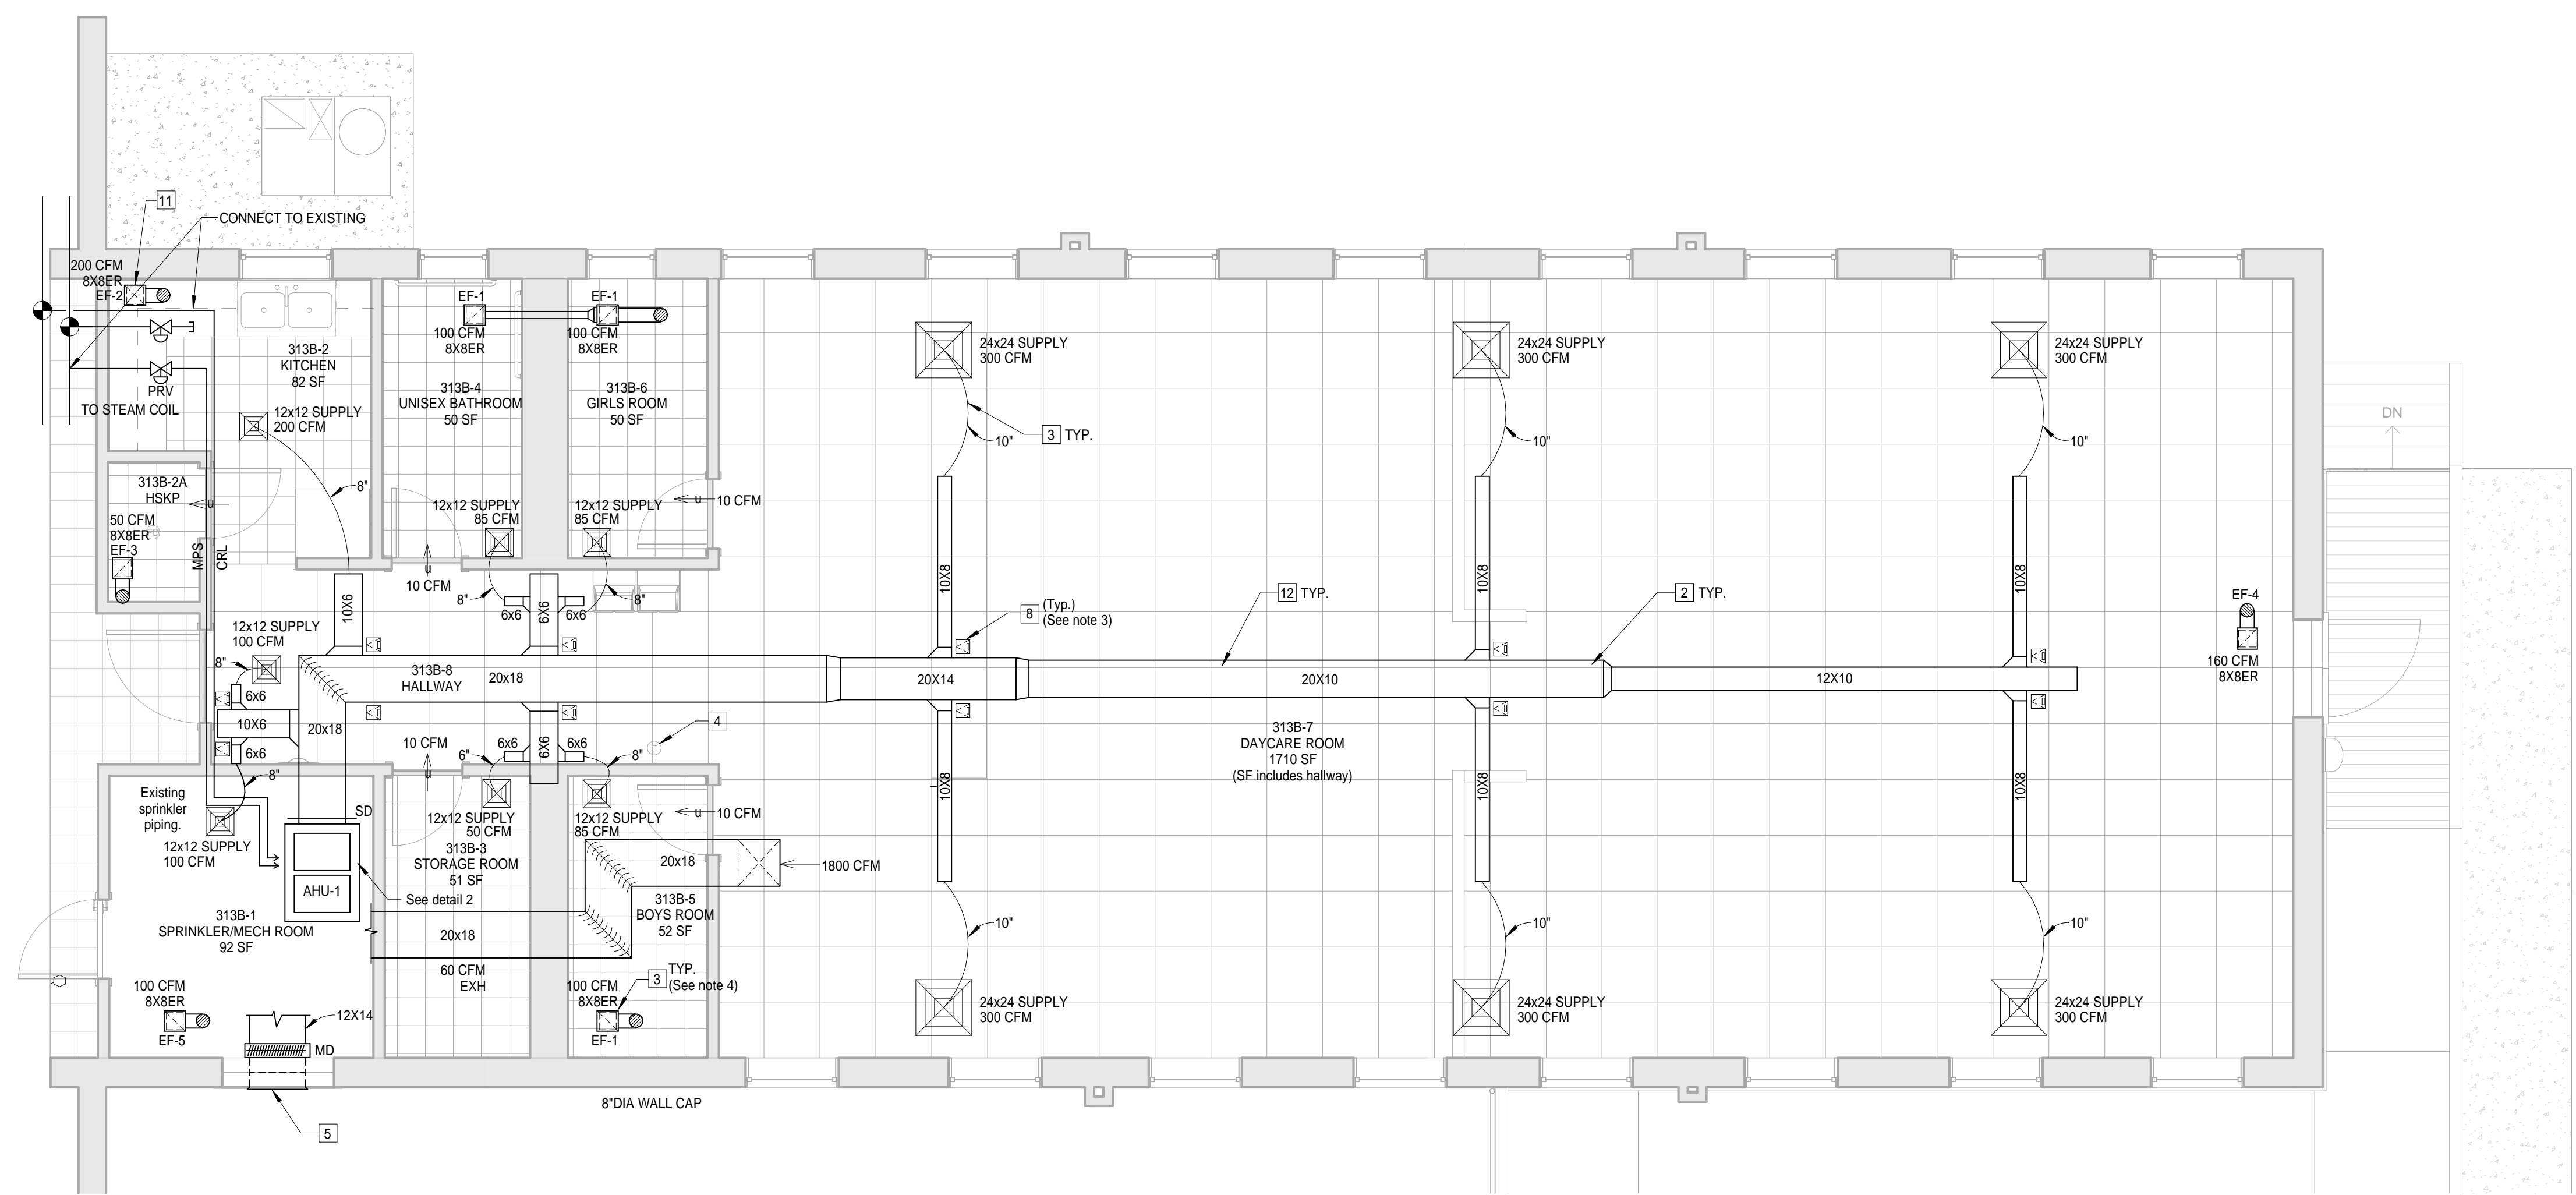 11
CONNECT TO EXISTING
200 CFM
8X8ER
EF-2
PRV
TO STEAM COIL
313B-2
KITCHEN
82 SF
12x12 SUPPLY
200 CFM
8"
EF-1
100 CFM
8X8ER
313B-4
UNISEX BATHROOM
50 SF
12x12 SUPPLY
85 CFM
EF-1
100 CFM
8X8ER
313B-6
GIRLS ROOM
50 SF
12x12 SUPPLY
85 CFM
u
10 CFM
24x24 SUPPLY
300 CFM
3 TYP.
10"
24x24 SUPPLY
300 CFM
10"
24x24 SUPPLY
300 CFM
10"
DN
313B-2A
HSKP
u
50 CFM
8X8ER
EF-3
MPS
CRL
u
10 CFM
8"
8"
10X6
6x6
6X6
6x6
10X8
10X8
10X8
8 (Typ.)
(See note 3)
12 TYP.
2 TYP.
EF-4
160 CFM
8X8ER
12x12 SUPPLY
100 CFM
8"
6x6
10X6
6x6
20x18
313B-8
HALLWAY
20x18
20X14
20X10
12X10
8"
10 CFM
u
6"
6x6
6X6
6x6
8"
T
4
10X8
10X8
10X8
313B-7
DAYCARE ROOM
1710 SF
(SF includes hallway)
Existing
sprinkler
piping.
12x12 SUPPLY
100 CFM
SD
AHU-1
See detail 2
313B-1
SPRINKLER/MECH ROOM
92 SF
12x12 SUPPLY
50 CFM
313B-3
STORAGE ROOM
51 SF
20x18
60 CFM
EXH
12x12 SUPPLY
85 CFM
u
10 CFM
20x18
1800 CFM
313B-5
BOYS ROOM
52 SF
3 TYP.
(See note 4)
100 CFM
8X8ER
EF-1
100 CFM
8X8ER
EF-5
12X14
MD
5
8"DIA WALL CAP
10"
24x24 SUPPLY
300 CFM
10"
24x24 SUPPLY
300 CFM
10"
24x24 SUPPLY
300 CFM